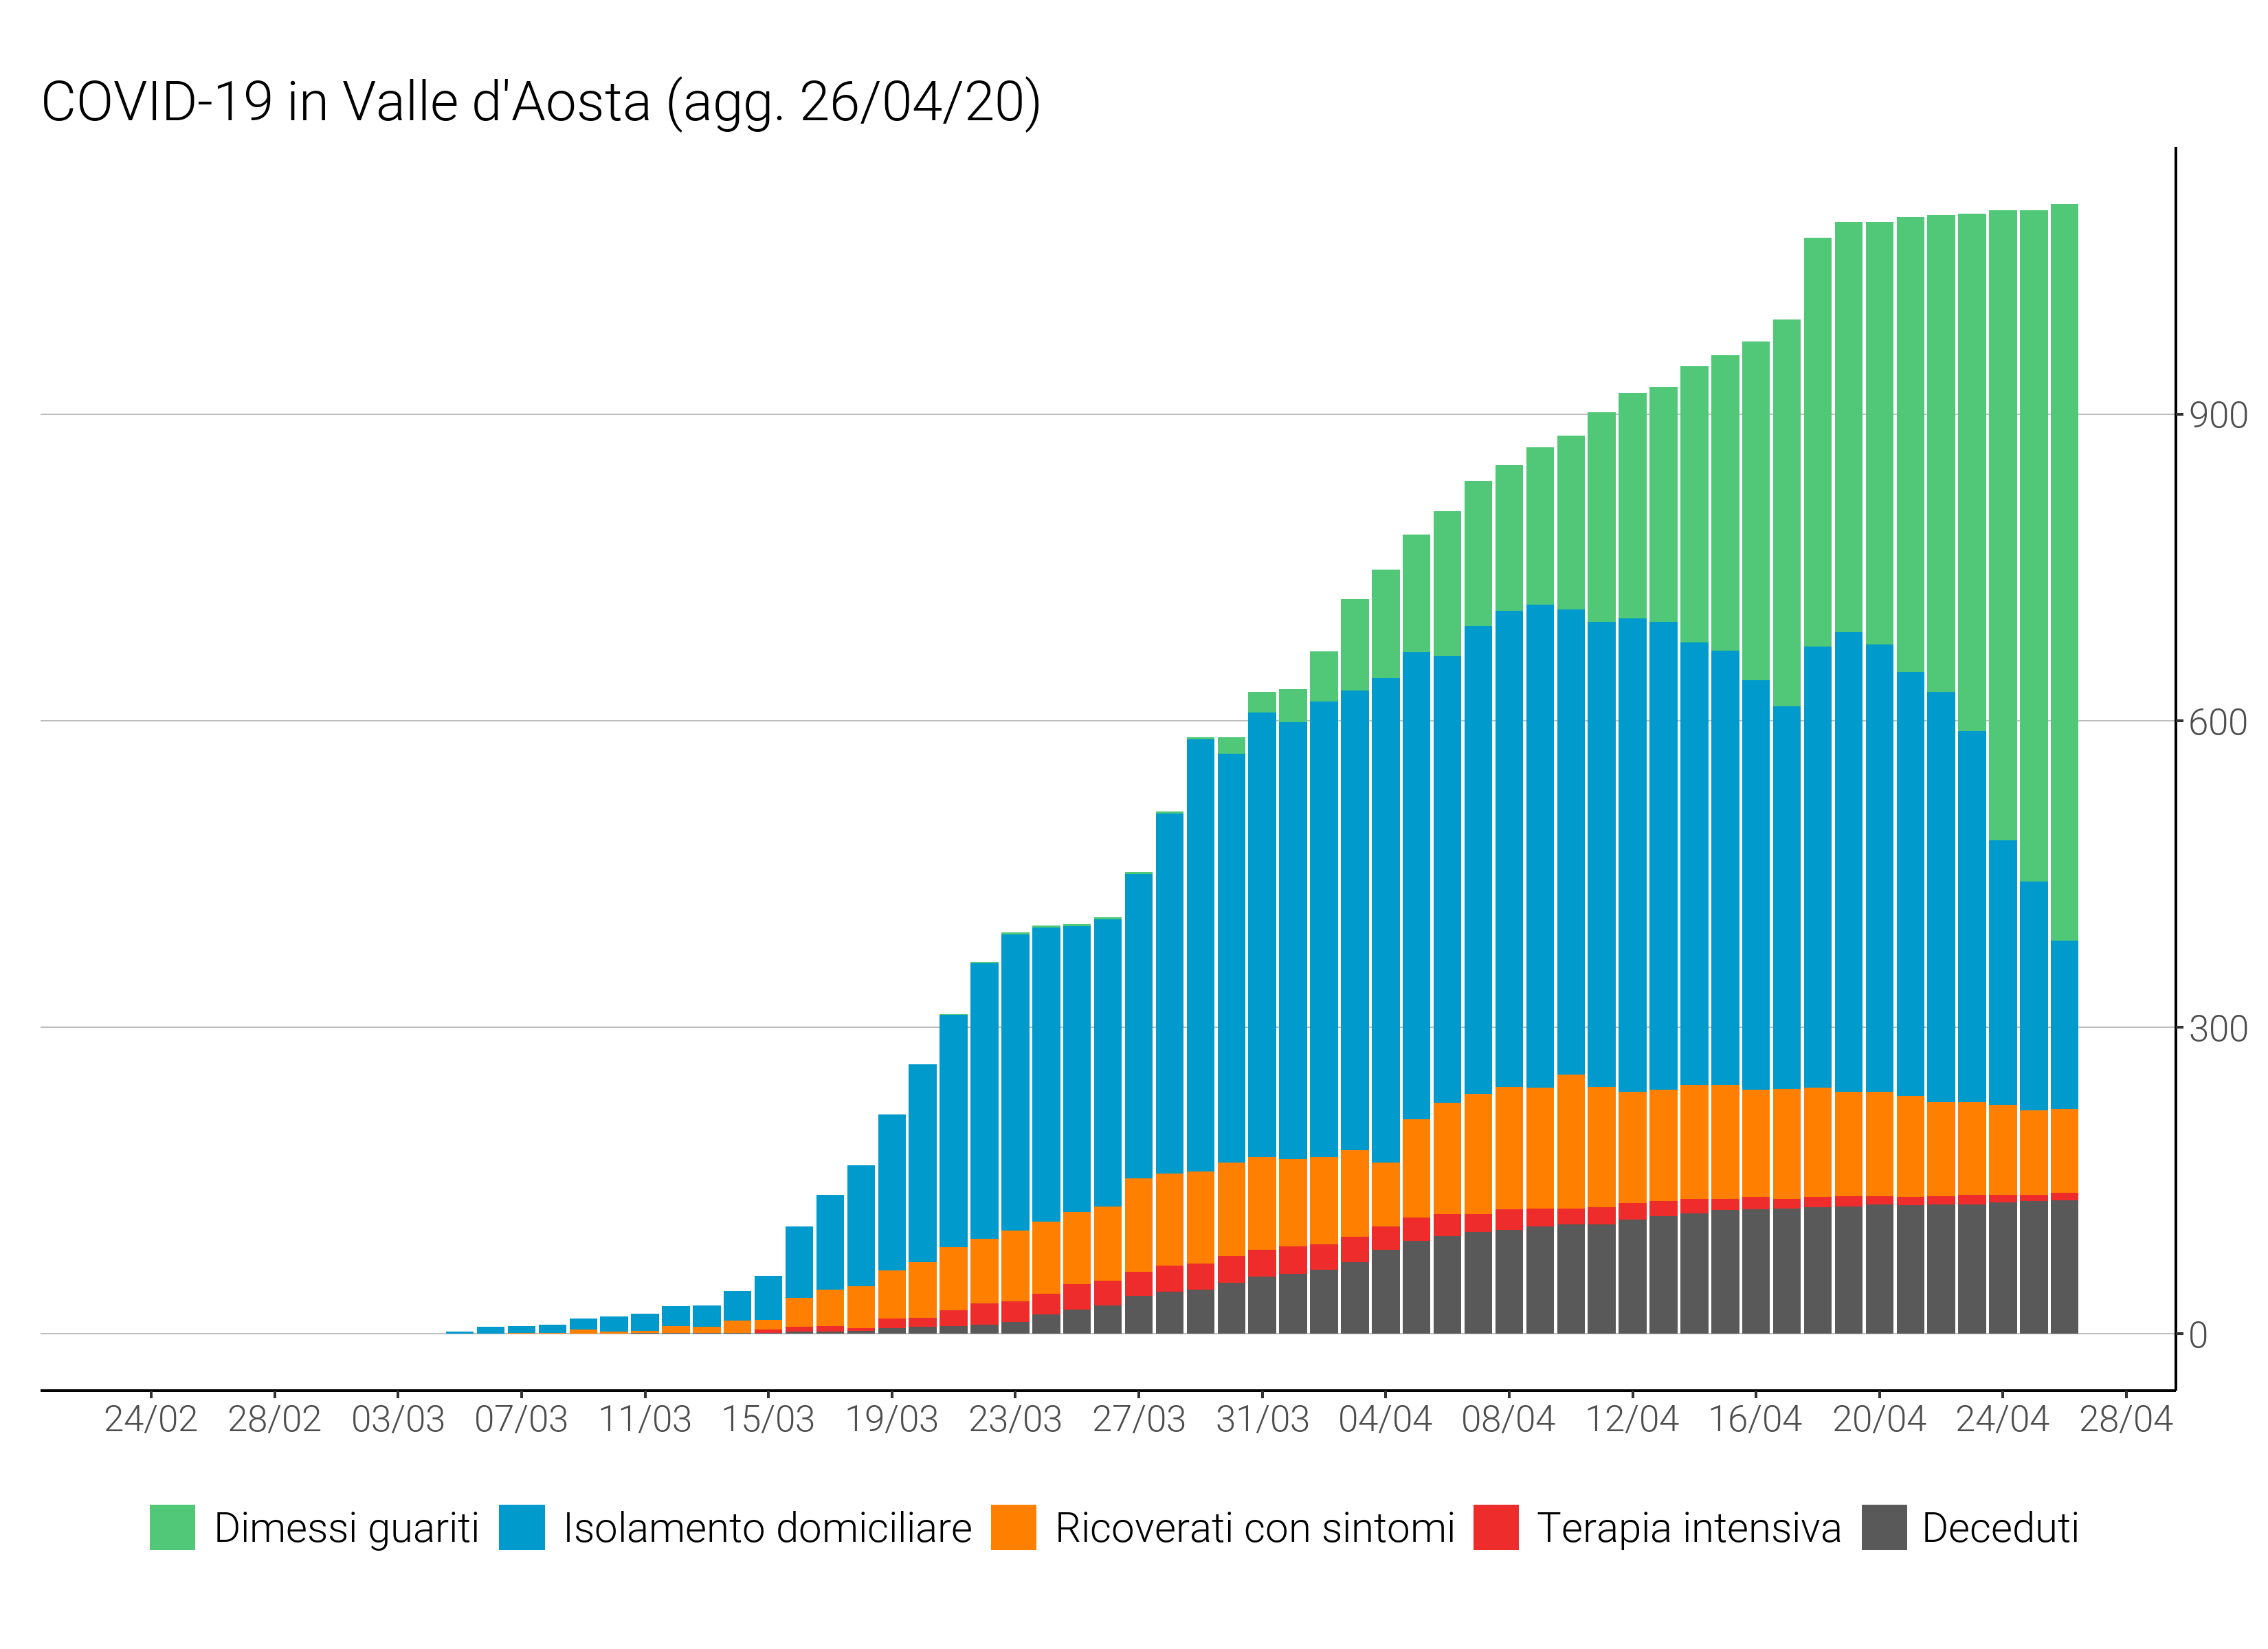 COVID-19 in Valle d'Aosta (agg. 26/04/20)
900
600
300
0
24/02 28/02 03/03 07/03 11/03 15/03 19/03 23/03 27/03 31/03 04/04 08/04 12/04 16/04 20/04 24/04 28/04
Dimessi guariti Isolamento domiciliare Ricoverati con sintomi Terapia intensiva Deceduti